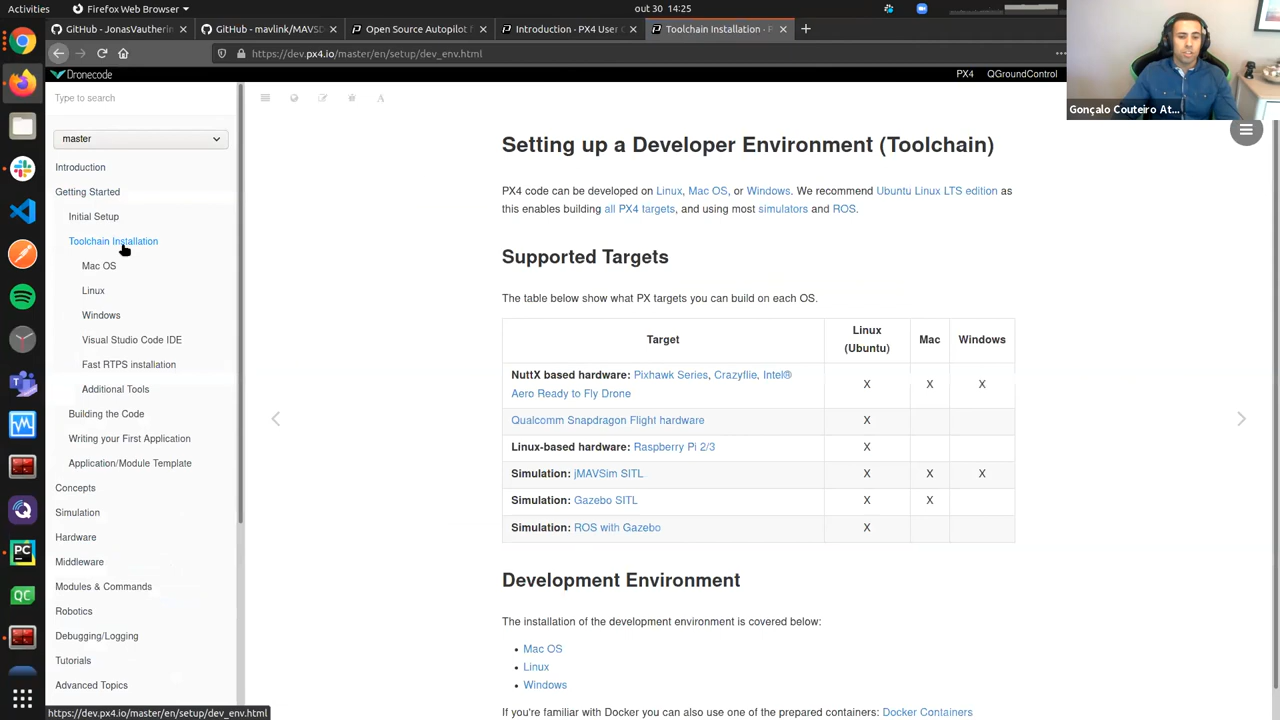 Activities
Firefox Web Browser
out 30 14:25
GitHub - JonasVautherin
GitHub - mavlink/MAVSD
Open Source Autopilot f
Introduction · PX4 User G
Toolchain Installation · P
https://dev.px4.io/master/en/setup/dev_env.html
Dronecode
PX4
QGroundControl
Gonçalo Couteiro At...
Type to search
master
Introduction
Getting Started
Initial Setup
Toolchain Installation
Mac OS
Linux
Windows
Visual Studio Code IDE
Fast RTPS installation
Additional Tools
Building the Code
Writing your First Application
Application/Module Template
Concepts
Simulation
Hardware
Middleware
Modules & Commands
Robotics
Debugging/Logging
Tutorials
Advanced Topics
https://dev.px4.io/master/en/setup/dev_env.html
Setting up a Developer Environment (Toolchain)
PX4 code can be developed on Linux, Mac OS, or Windows. We recommend Ubuntu Linux LTS edition as
this enables building all PX4 targets, and using most simulators and ROS.
Supported Targets
The table below show what PX targets you can build on each OS.
Target
Linux
(Ubuntu)
Mac
Windows
NuttX based hardware: Pixhawk Series, Crazyflie, Intel®
Aero Ready to Fly Drone
X X X
Qualcomm Snapdragon Flight hardware X
Linux-based hardware: Raspberry Pi 2/3 X
Simulation: jMAVSim SITL X X X
Simulation: Gazebo SITL X X
Simulation: ROS with Gazebo X
Development Environment
The installation of the development environment is covered below:
• Mac OS
• Linux
• Windows
If you're familiar with Docker you can also use one of the prepared containers: Docker Containers